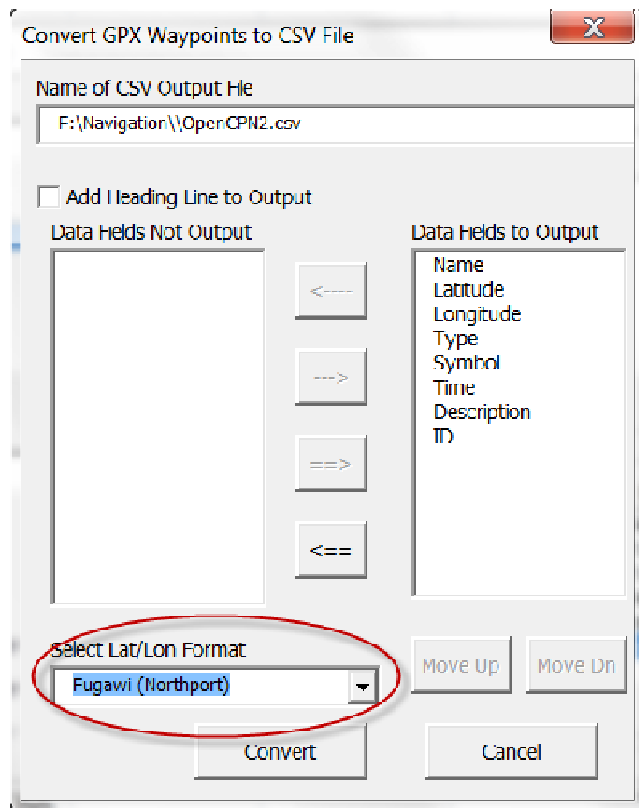 Convert GPX Waypoints to CSV File
X
Name of CSV Output File
F:\Navigation\\OpenCPN2.csv
Add Heading Line to Output
Data Fields Not Output
Data Fields to Output
<----
--->
==>
<==
Name
Latitude
Longitude
Type
Symbol
Time
Description
ID
Select Lat/Lon Format
Fugawi (Northport)
Move Up
Move Dn
Convert
Cancel